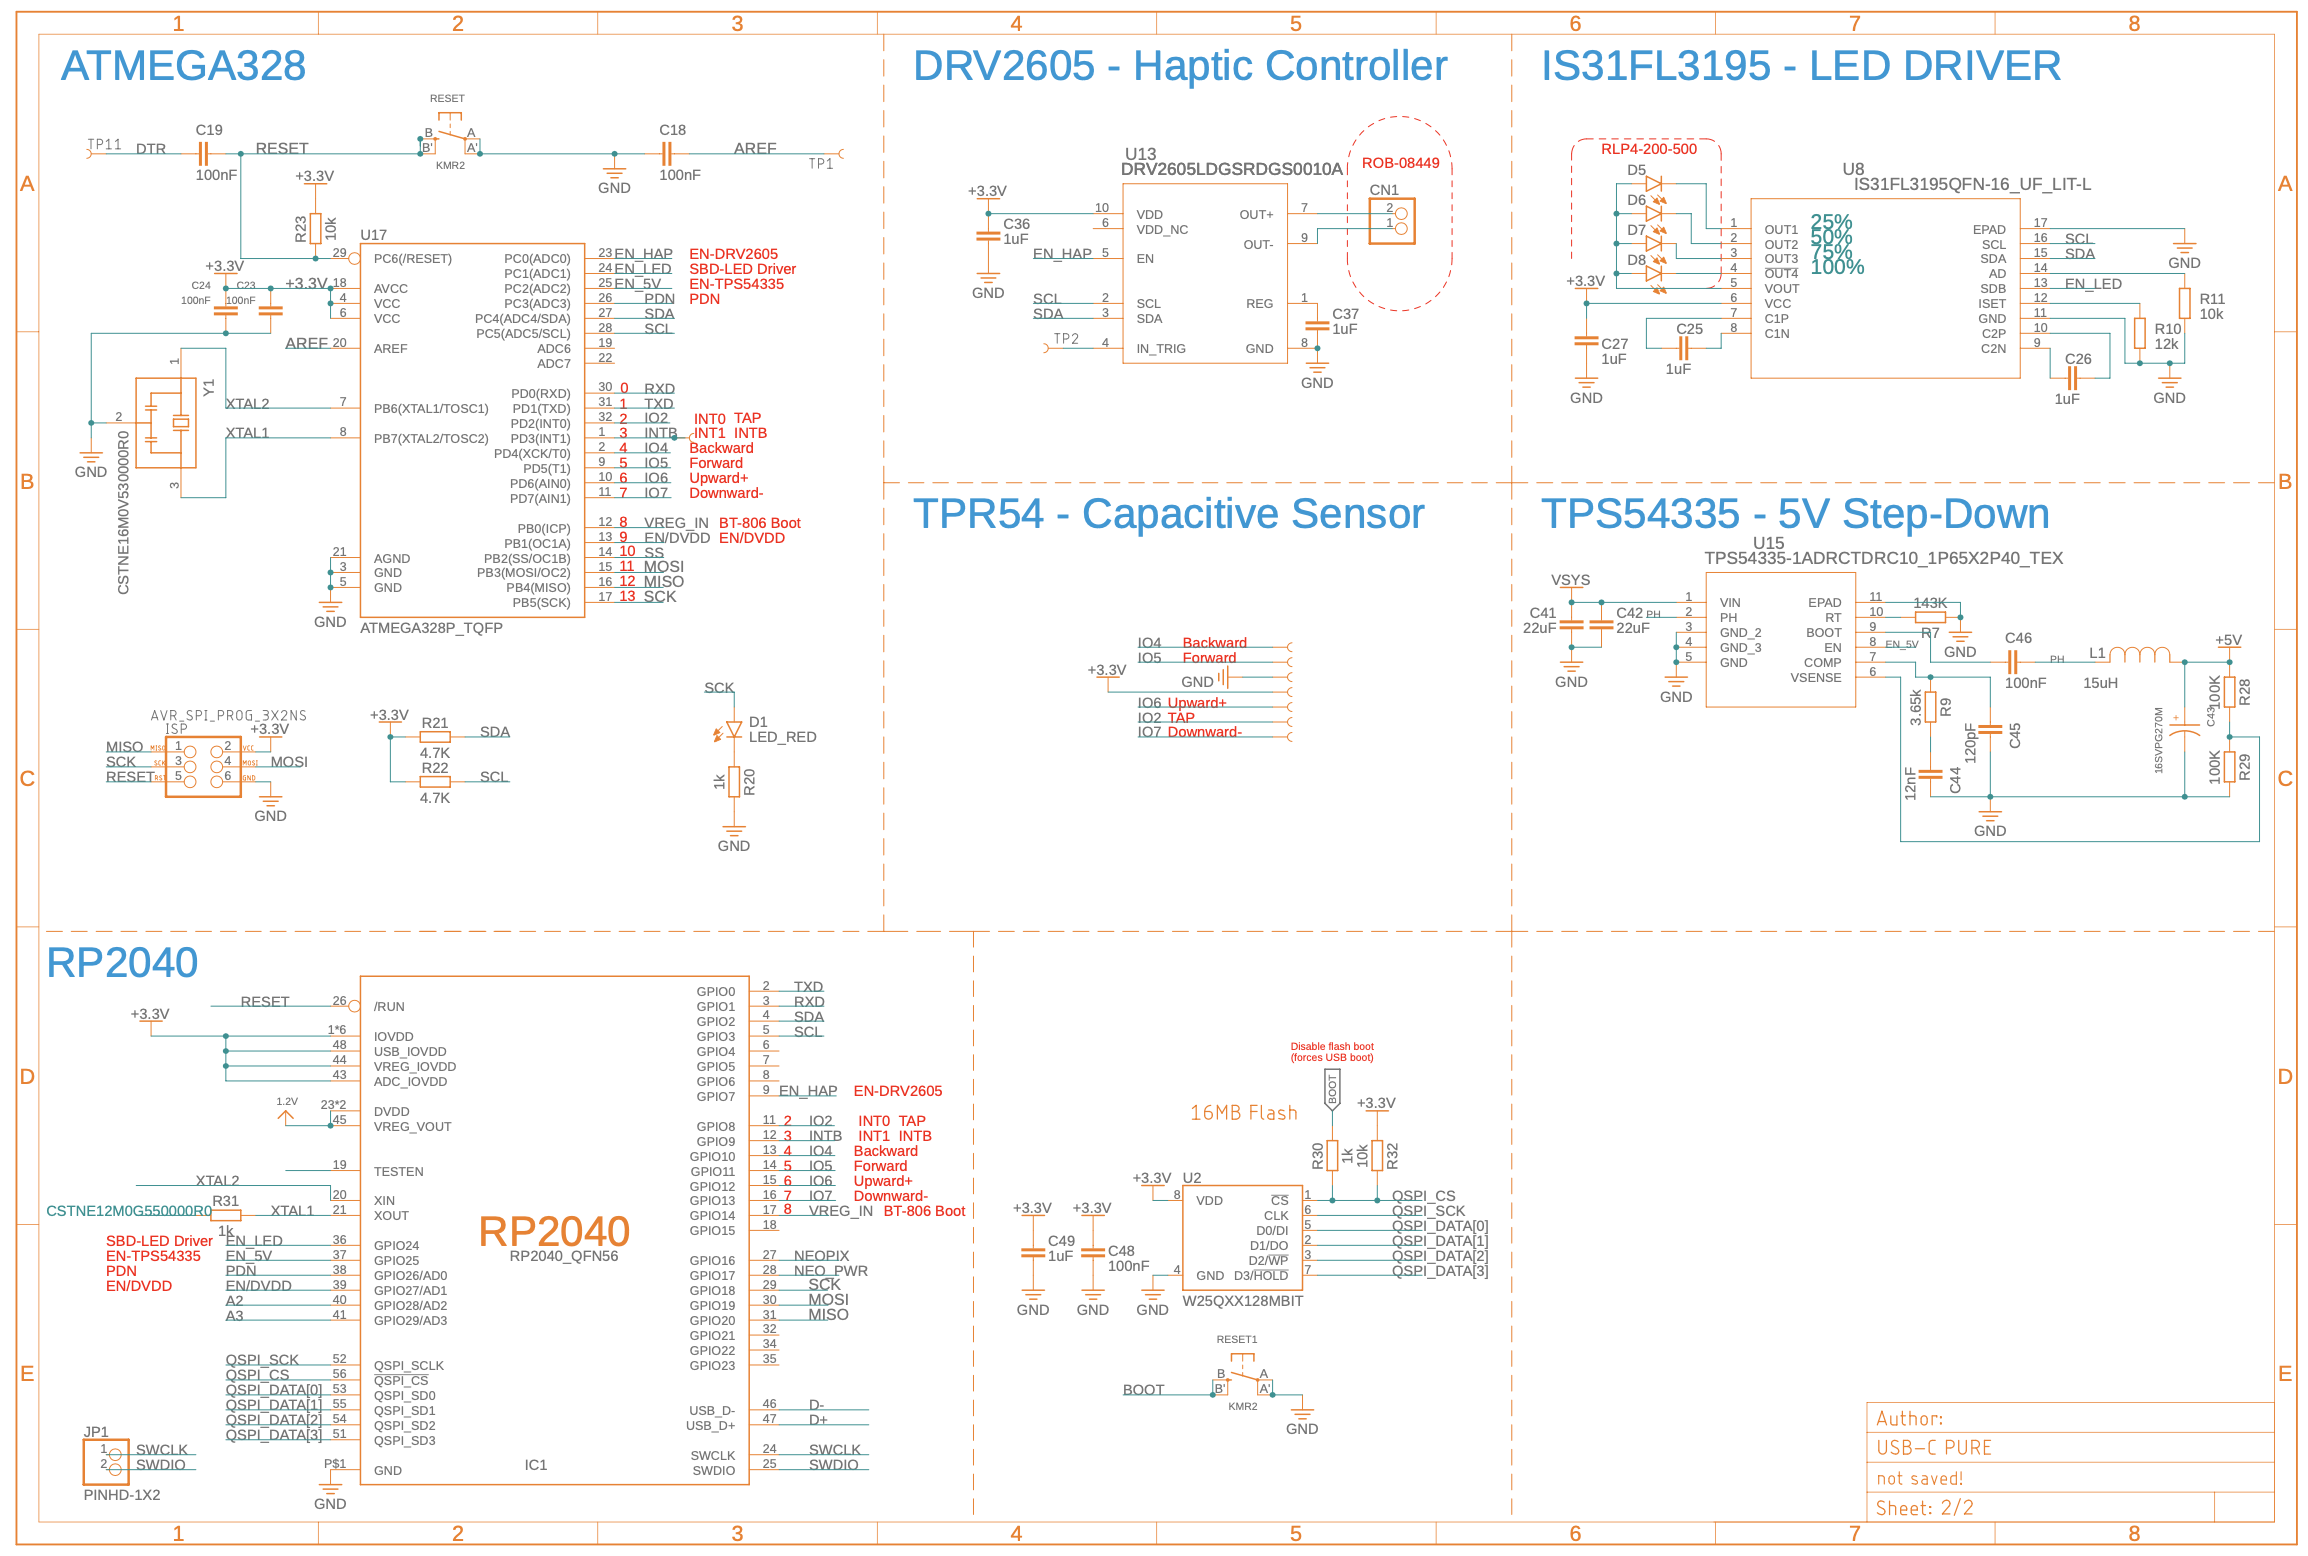 1 2 3 4 5 6 7 8
ATMEGA328
RESET
TP11 DTR
C19
100nF
RESET
B A
B' A'
KMR2
C18
100nF
AREF
TP1
GND
+3.3V
R23
10k
U17
29 PC6(/RESET)
+3.3V
C24
100nF
C23
100nF
+3.3V
18 AVCC
4 VCC
6 VCC
AREF 20 AREF
XTAL2 7 PB6(XTAL1/TOSC1)
XTAL1 8 PB7(XTAL2/TOSC2)
1
2
3
Y1
CSTNE16M0V530000R0
GND
21 AGND
3 GND
5 GND
GND
ATMEGA328P_TQFP
PC0(ADC0) 23 EN_HAP EN-DRV2605
PC1(ADC1) 24 EN_LED SBD-LED Driver
PC2(ADC2) 25 EN_5V EN-TPS54335
PC3(ADC3) 26 PDN PDN
PC4(ADC4/SDA) 27 SDA
PC5(ADC5/SCL) 28 SCL
ADC6 19
ADC7 22
PD0(RXD) 30 0 RXD
PD1(TXD) 31 1 TXD
PD2(INT0) 32 2 IO2 INT0 TAP
PD3(INT1) 1 3 INTB INT1 INTB
PD4(XCK/T0) 2 4 IO4 Backward
PD5(T1) 9 5 IO5 Forward
PD6(AIN0) 10 6 IO6 Upward+
PD7(AIN1) 11 7 IO7 Downward-
PB0(ICP) 12 8 VREG_IN BT-806 Boot
PB1(OC1A) 13 9 EN/DVDD EN/DVDD
PB2(SS/OC1B) 14 10 SS
PB3(MOSI/OC2) 15 11 MOSI
PB4(MISO) 16 12 MISO
PB5(SCK) 17 13 SCK
AVR_SPI_PROG_3X2NS
ISP
+3.3V
MISO MISO 1 2 VCC
SCK SCK 3 4 MOSI MOSI
RESET RST 5 6 GND
GND
+3.3V
R21 SDA
4.7K
R22 SCL
4.7K
SCK
D1
LED_RED
1k
R20
GND
DRV2605 - Haptic Controller
U13
DRV2605LDGSRDGS0010A
ROB-08449
CN1
2
1
+3.3V
C36
1uF
GND
10 VDD
6 VDD_NC
EN_HAP 5 EN
SCL 2 SCL
SDA 3 SDA
TP2 4 IN_TRIG
OUT+ 7
OUT- 9
REG 1
GND 8
C37
1uF
GND
IS31FL3195 - LED DRIVER
RLP4-200-500
D5
D6
D7
D8
U8
IS31FL3195QFN-16_UF_LIT-L
1 OUT1 25%
2 OUT2 50%
3 OUT3 75%
4 OUT4 100%
5 VOUT
6 VCC
7 C1P
8 C1N
+3.3V
C27
1uF
GND
C25
1uF
EPAD 17
SCL 16 SCL
SDA 15 SDA
AD 14
SDB 13 EN_LED
ISET 12
GND 11
C2P 10
C2N 9
GND
R11
10k
R10
12k
C26
1uF
GND
TPR54 - Capacitive Sensor
IO4 Backward
IO5 Forward
+3.3V
GND
IO6 Upward+
IO2 TAP
IO7 Downward-
TPS54335 - 5V Step-Down
U15
TPS54335-1ADRCTDRC10_1P65X2P40_TEX
VSYS
C41
22uF
C42
22uF
PH
GND
1 VIN
2 PH
3 GND_2
4 GND_3
5 GND
GND
EPAD 11
RT 10
BOOT 9
EN 8 EN_5V
COMP 7
VSENSE 6
143K
R7
GND
C46
100nF
PH
L1
15uH
+5V
3.65k
R9
12nF
C44
120pF
C45
GND
16SVPG270M
+
C43
100K
R28
100K
R29
RP2040
RESET 26 /RUN
+3.3V
1*6 IOVDD
48 USB_IOVDD
44 VREG_IOVDD
43 ADC_IOVDD
1.2V
23*2 DVDD
45 VREG_VOUT
19 TESTEN
XTAL2
20 XIN
CSTNE12M0G550000R0
R31
1k
XTAL1 21 XOUT
SBD-LED Driver EN_LED 36 GPIO24
EN-TPS54335 EN_5V 37 GPIO25
PDN PDN 38 GPIO26/AD0
EN/DVDD EN/DVDD 39 GPIO27/AD1
A2 40 GPIO28/AD2
A3 41 GPIO29/AD3
QSPI_SCK 52 QSPI_SCLK
QSPI_CS 56 QSPI_CS
QSPI_DATA[0] 53 QSPI_SD0
QSPI_DATA[1] 55 QSPI_SD1
QSPI_DATA[2] 54 QSPI_SD2
QSPI_DATA[3] 51 QSPI_SD3
P$1 GND
GND
JP1
1 SWCLK
2 SWDIO
PINHD-1X2
RP2040
RP2040_QFN56
IC1
GPIO0 2 TXD
GPIO1 3 RXD
GPIO2 4 SDA
GPIO3 5 SCL
GPIO4 6
GPIO5 7
GPIO6 8
GPIO7 9 EN_HAP EN-DRV2605
GPIO8 11 2 IO2 INT0 TAP
GPIO9 12 3 INTB INT1 INTB
GPIO10 13 4 IO4 Backward
GPIO11 14 5 IO5 Forward
GPIO12 15 6 IO6 Upward+
GPIO13 16 7 IO7 Downward-
GPIO14 17 8 VREG_IN BT-806 Boot
GPIO15 18
GPIO16 27 NEOPIX
GPIO17 28 NEO_PWR
GPIO18 29 SCK
GPIO19 30 MOSI
GPIO20 31 MISO
GPIO21 32
GPIO22 34
GPIO23 35
USB_D- 46 D-
USB_D+ 47 D+
SWCLK 24 SWCLK
SWDIO 25 SWDIO
Disable flash boot
(forces USB boot)
BOOT
16MB Flash
+3.3V
R30
1k
10k
R32
+3.3V
U2
8 VDD
4 GND
GND
CS 1 QSPI_CS
CLK 6 QSPI_SCK
D0/DI 5 QSPI_DATA[0]
D1/DO 2 QSPI_DATA[1]
D2/WP 3 QSPI_DATA[2]
D3/HOLD 7 QSPI_DATA[3]
W25QXX128MBIT
+3.3V
C49
1uF
GND
+3.3V
C48
100nF
GND
RESET1
B A
B' A'
KMR2
BOOT
GND
Author:
USB-C PURE
not saved!
Sheet: 2/2
A
B
C
D
E
A
B
C
D
E
1 2 3 4 5 6 7 8